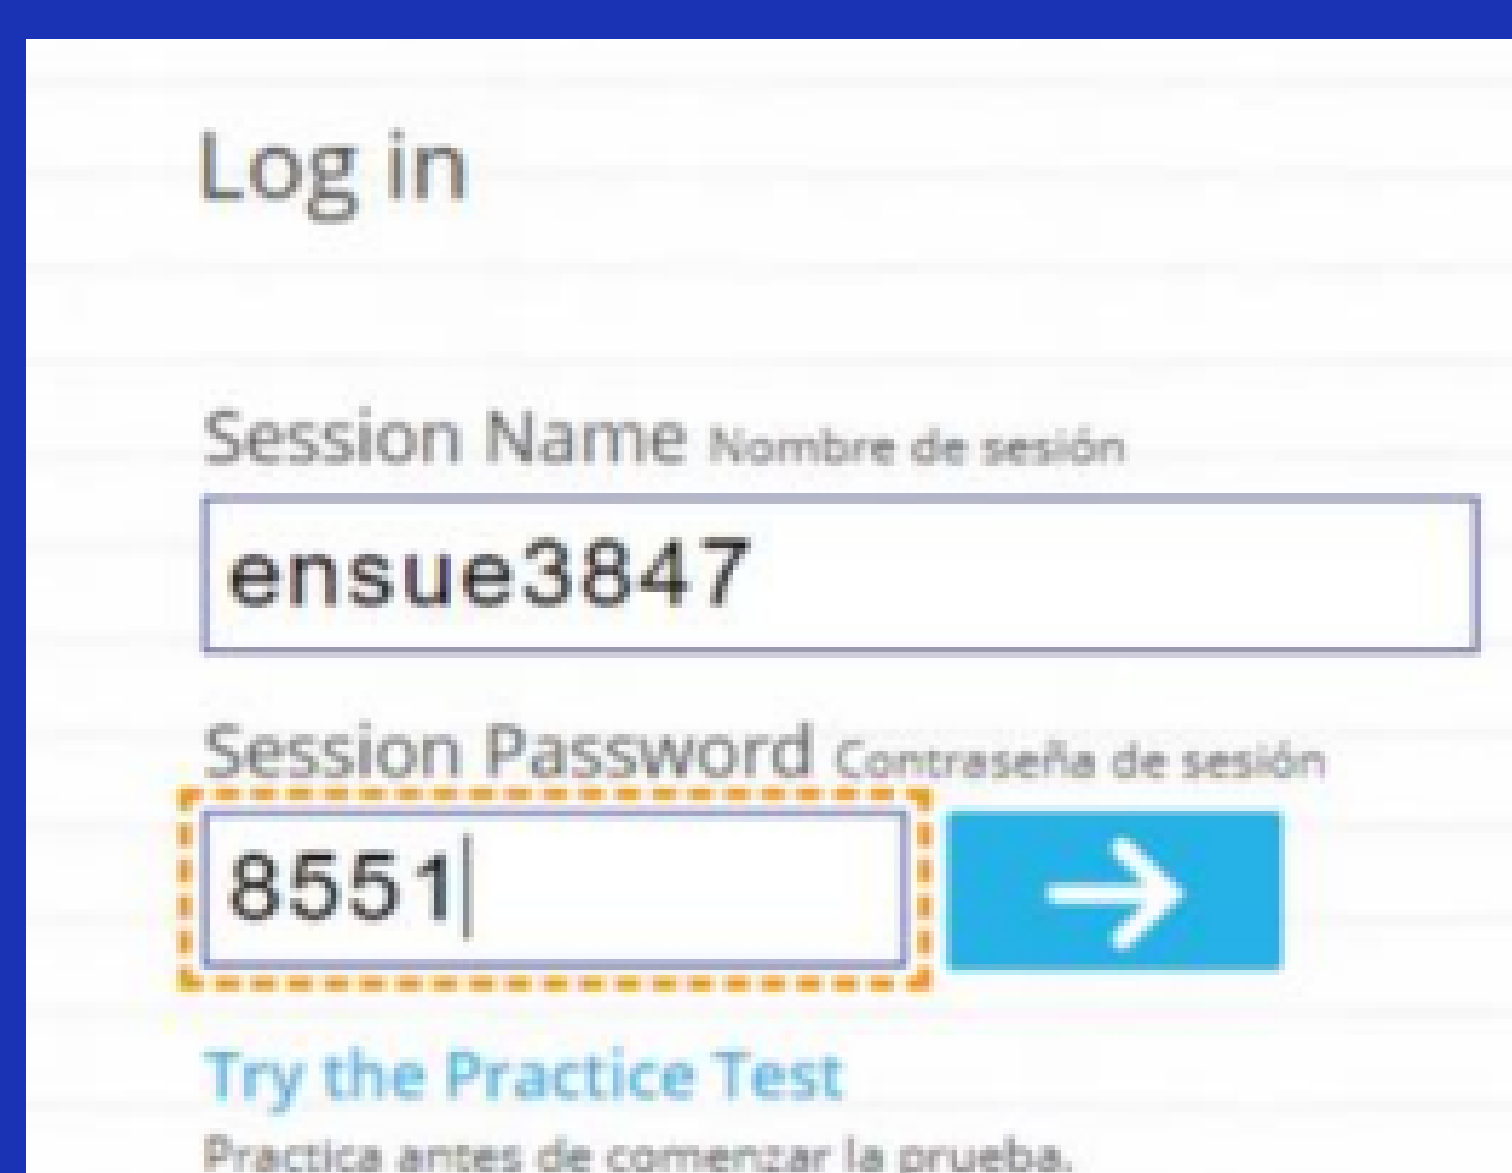 Log in
Session Name Nombre de sesión
ensue3847
Session Password Contraseña de sesión
8551
Try the Practice Test
Practica antes de comenzar la prueba.